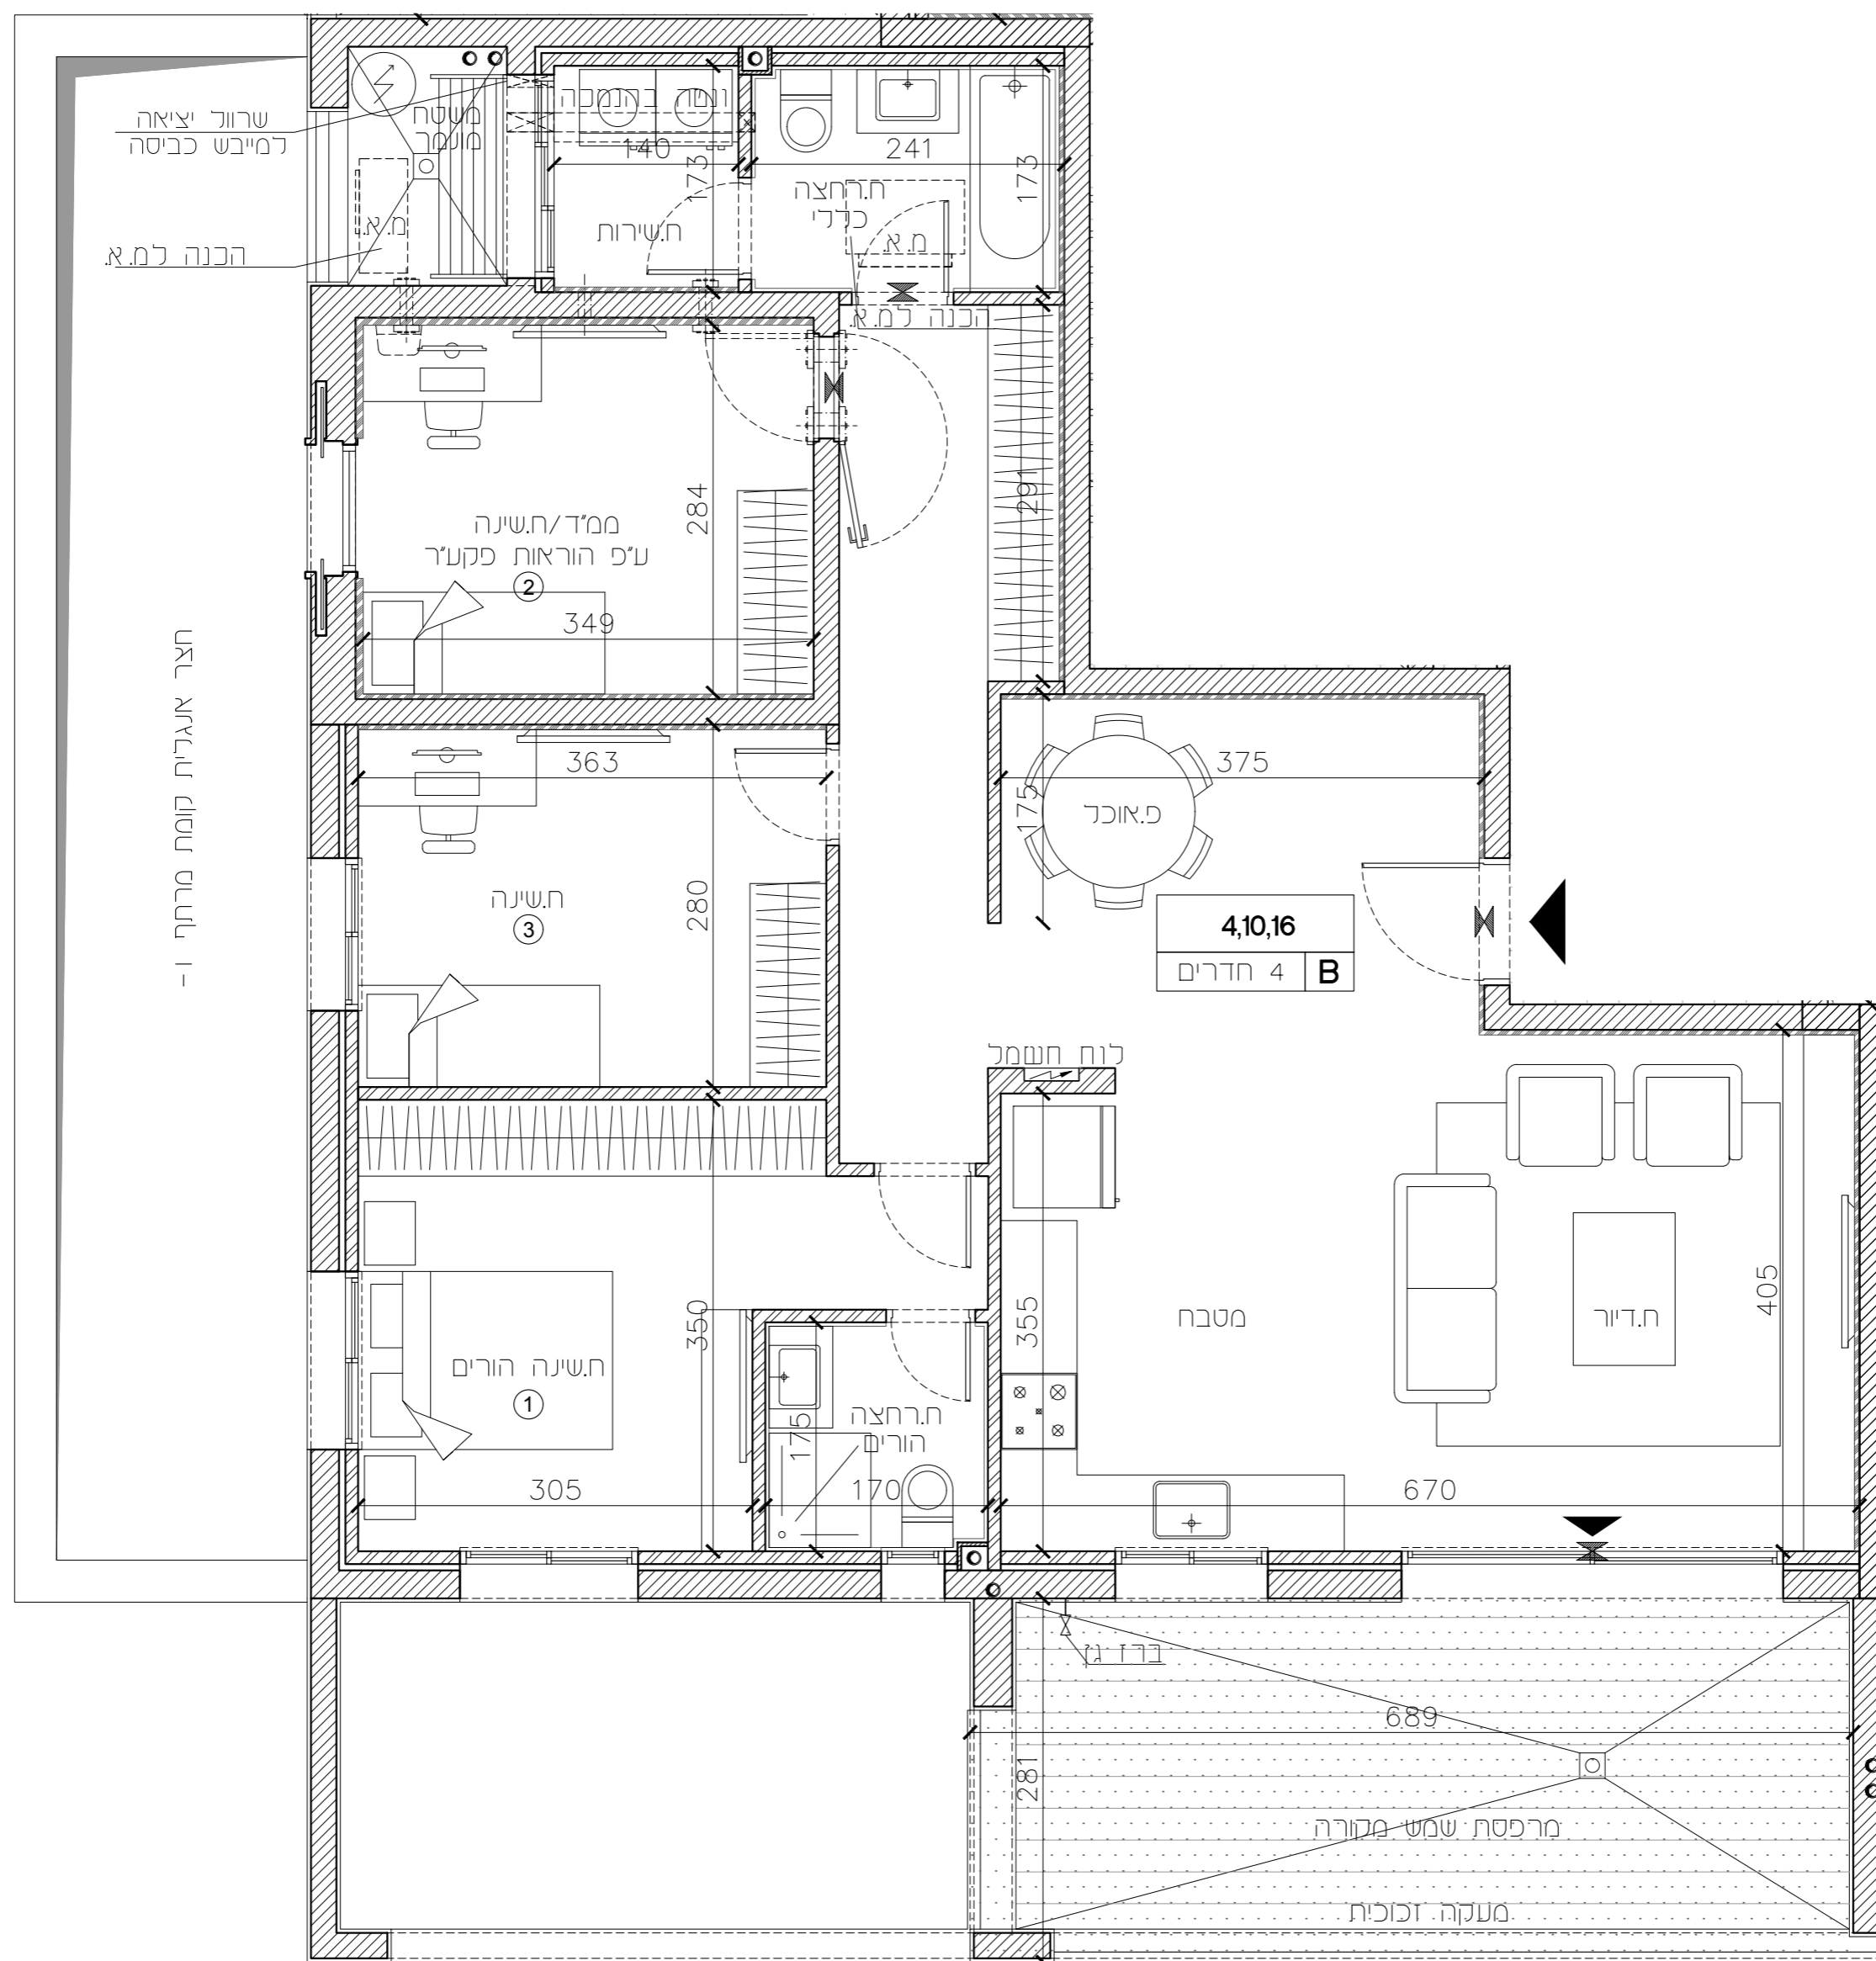 שרוול יציאה
למייבש כביסה
משטח
מונמך
וניטה בהנמכה
140
173
241
173
ח.רחצה
כללי
ח.שירות
מ.א.
מ.א.
הכנה למ.א.
הכנה למ.א.
291
284
ממ"ד/ח.שינה
ע"פ הוראות פקע"ר
2
349
חצר אנגלית קומת מרתף 1-
363
375
175
פ.אוכל
280
ח.שינה
3
4,10,16
4 חדרים
B
לוח חשמל
350
355
405
מטבח
ח.דיור
ח.שינה הורים
1
ח.רחצה
הורים
175
305
170
670
ברז גן
689
281
מרפסת שמש מקורה
מעקה זכוכית